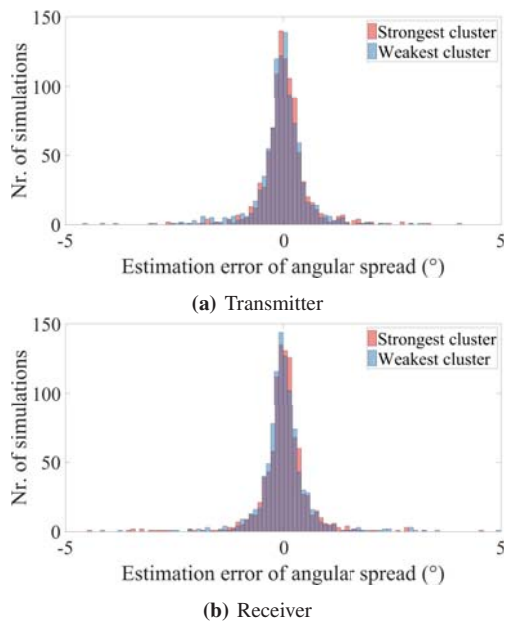 150
Strongest cluster
Weakest cluster
100
50
0
Nr. of simulations
-5 0 5
Estimation error of angular spread (°)
(a) Transmitter
150
Strongest cluster
Weakest cluster
100
50
0
Nr. of simulations
-5 0 5
Estimation error of angular spread (°)
(b) Receiver